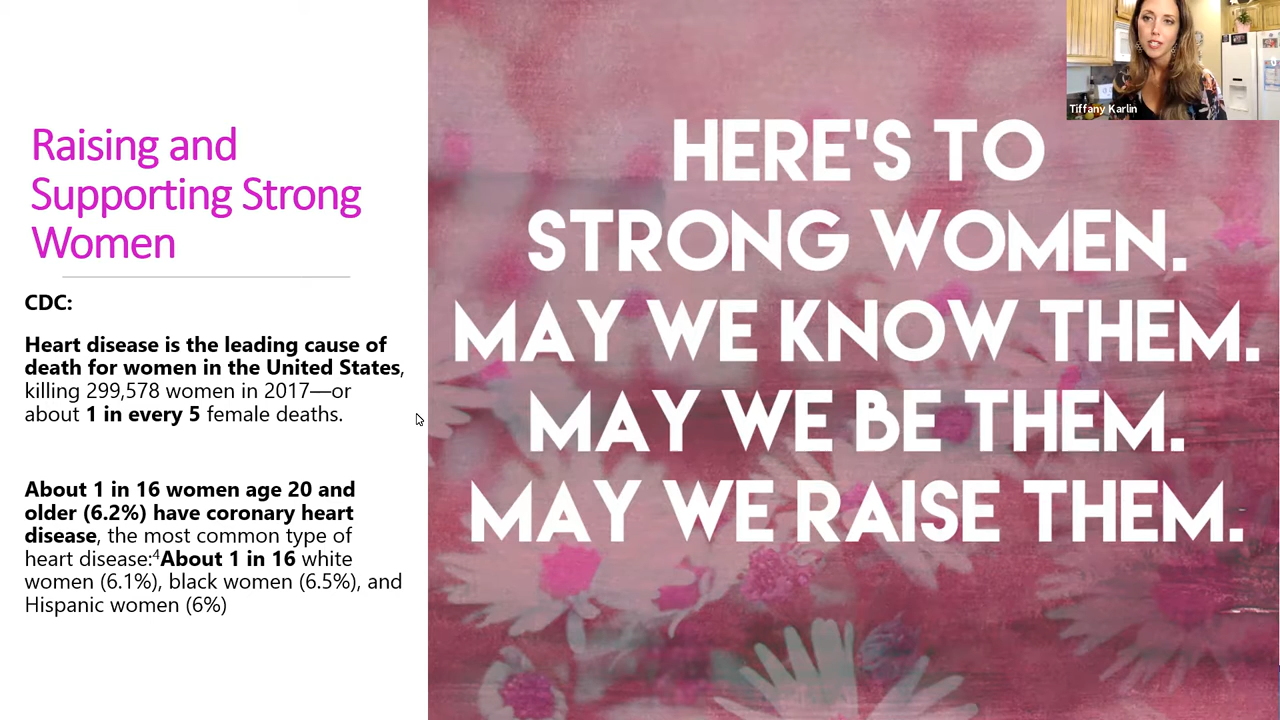 Raising and
Supporting Strong
Women
CDC:
Heart disease is the leading cause of
death for women in the United States,
killing 299,578 women in 2017—or
about 1 in every 5 female deaths.
About 1 in 16 women age 20 and
older (6.2%) have coronary heart
disease, the most common type of
heart disease:⁴About 1 in 16 white
women (6.1%), black women (6.5%), and
Hispanic women (6%)
HERE'S TO
STRONG WOMEN.
MAY WE KNOW THEM.
MAY WE BE THEM.
MAY WE RAISE THEM.
Tiffany Karlin